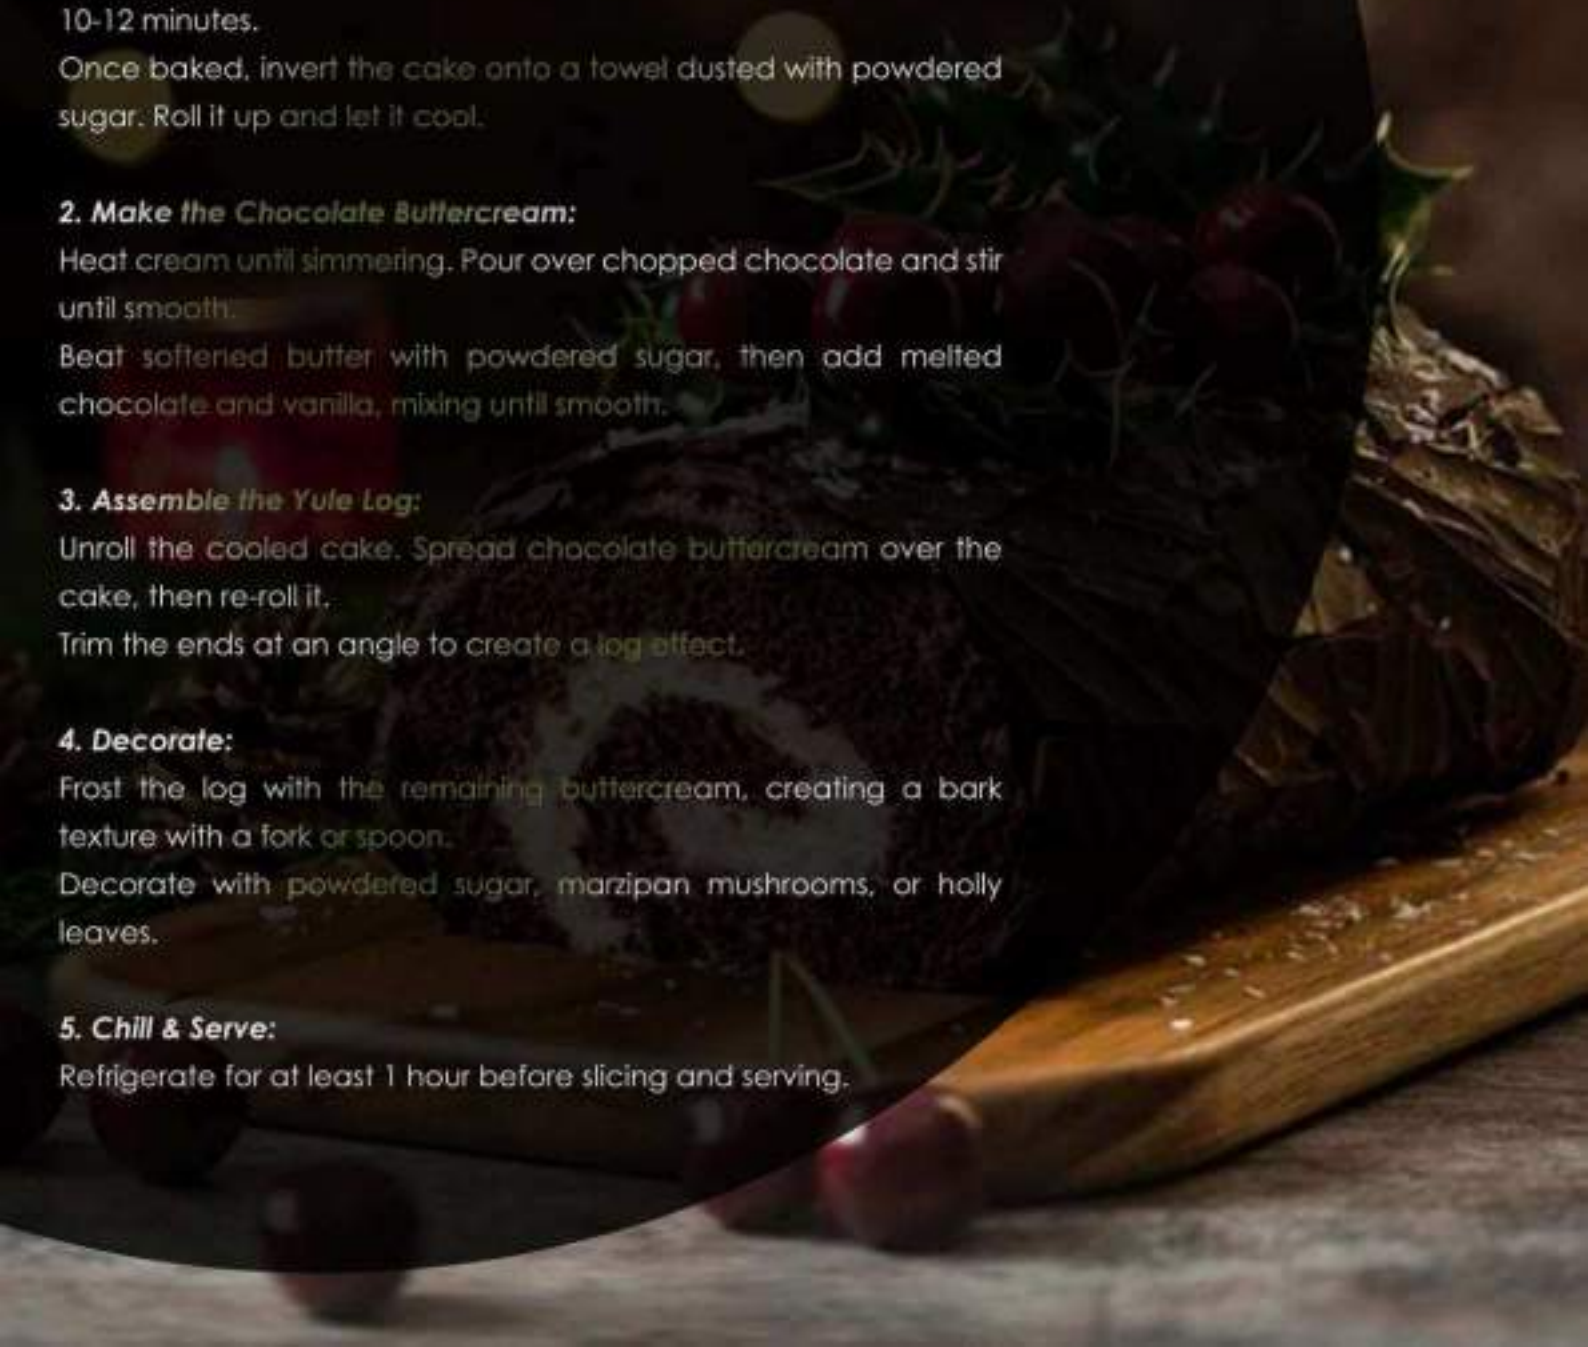 10-12 minutes.
Once baked, invert the cake onto a towel dusted with powdered
sugar. Roll it up and let it cool.
2. Make the Chocolate Buttercream:
Heat cream until simmering. Pour over chopped chocolate and stir
until smooth.
Beat softened butter with powdered sugar, then add melted
chocolate and vanilla, mixing until smooth.
3. Assemble the Yule Log:
Unroll the cooled cake. Spread chocolate buttercream over the
cake, then re-roll it.
Trim the ends at an angle to create a log effect.
4. Decorate:
Frost the log with the remaining buttercream, creating a bark
texture with a fork or spoon.
Decorate with powdered sugar, marzipan mushrooms, or holly
leaves.
5. Chill & Serve:
Refrigerate for at least 1 hour before slicing and serving.